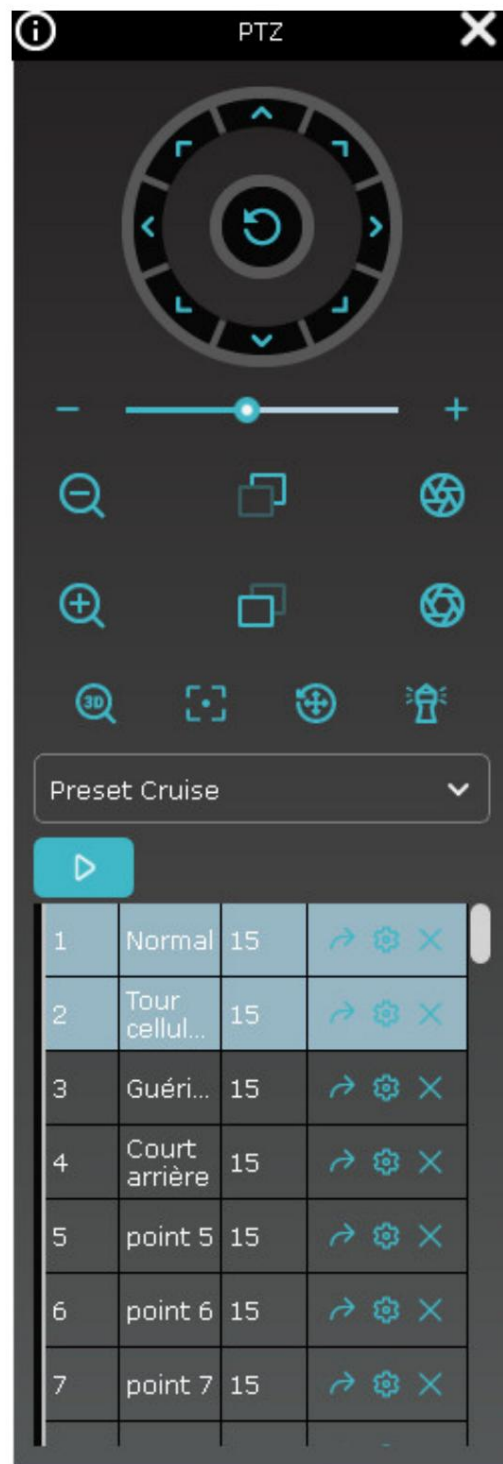 PTZ
3D
Preset Cruise
1 Normal 15
2 Tour cellul... 15
3 Guéri... 15
4 Court arrière 15
5 point 5 15
6 point 6 15
7 point 7 15